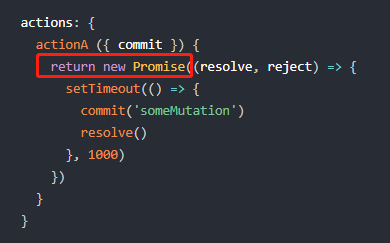 actions: {
  actionA ({ commit }) {
    return new Promise((resolve, reject) => {
      setTimeout(() => {
        commit('someMutation')
        resolve()
      }, 1000)
    })
  }
}